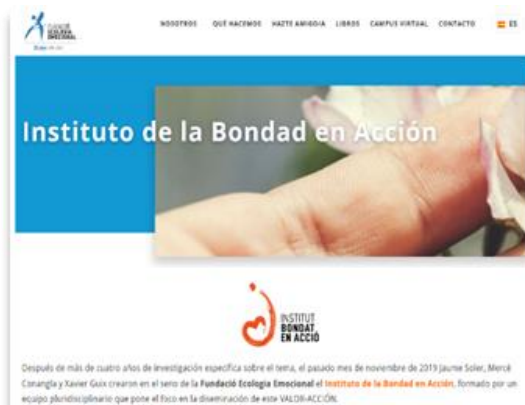 FUNDACIÓ
ECOLOGIA
EMOCIONAL
NOSOTROS QUÉ HACEMOS HAZTE AMIGO/A LIBROS CAMPUS VIRTUAL CONTACTO ES
Instituto de la Bondad en Acción
INSTITUT
BONDAT
EN ACCIÓ
Después de más de cuatro años de investigación específica sobre el tema, el pasado mes de noviembre de 2019 Jaume Soler, Mercè
Conangla y Xavier Guix crearon en el seno de la Fundació Ecologia Emocional el Instituto de la Bondad en Acción, formado por un
equipo pluridisciplinario que pone el foco en la diseminación de este VALOR-ACCIÓN.